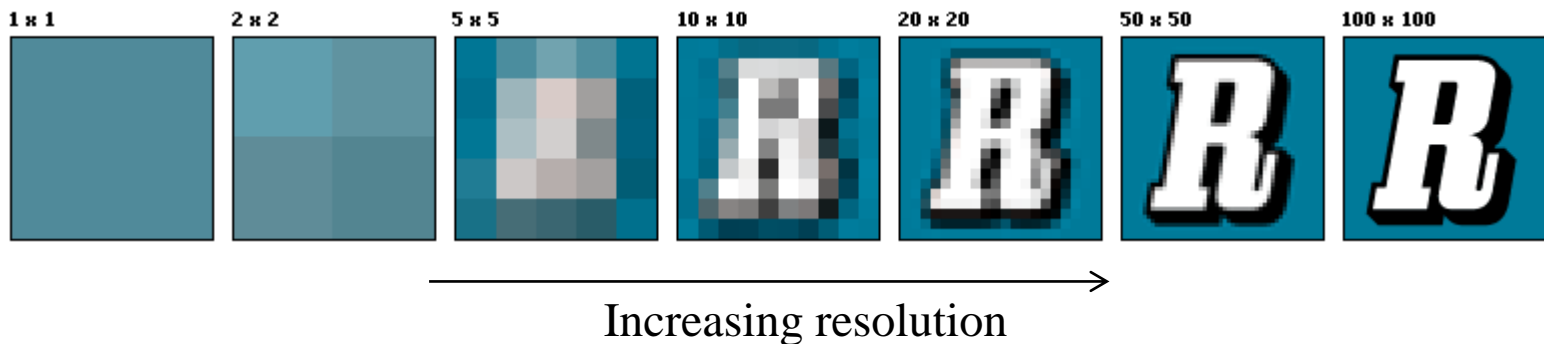 1 x 1 2 x 2 5 x 5 10 x 10 20 x 20 50 x 50 100 x 100
R R R R
Increasing resolution